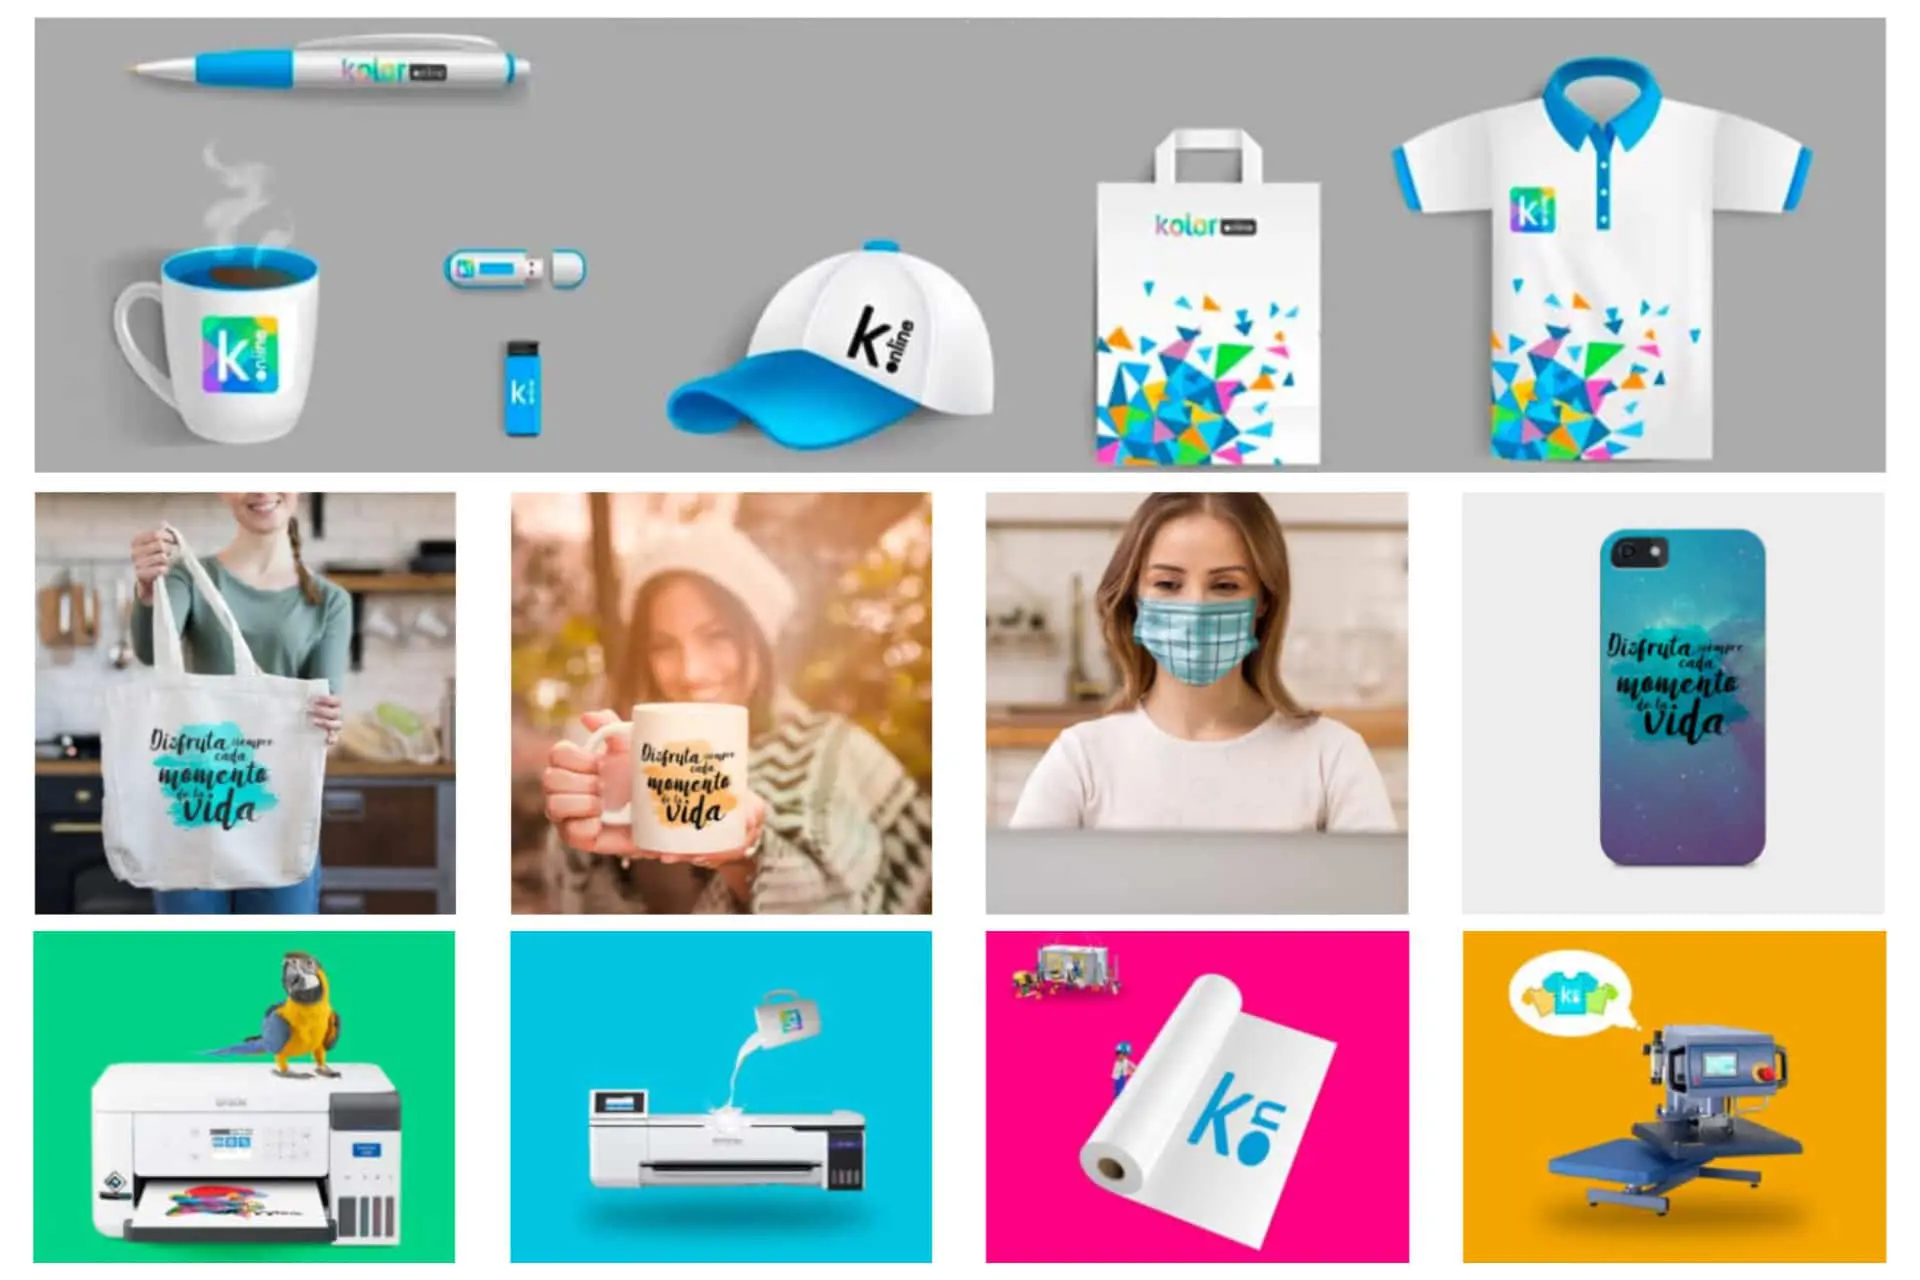 kolor online
k online
k online
kolor online
k
k
Disfruta siempre
cada
momento
de la
vida
Disfruta siempre
cada
momento
de la
vida
Disfruta siempre
cada
momento
de la
vida
EPSON
k
kon